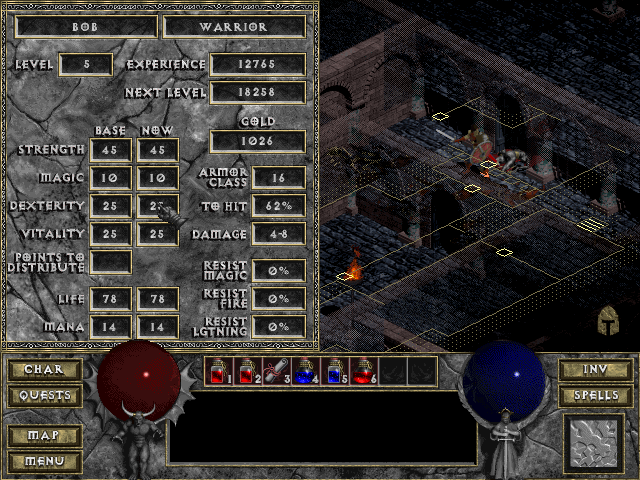 BOB WARRIOR
LEVEL 5 EXPERIENCE 12765
NEXT LEVEL 18258
BASE NOW GOLD
1026
STRENGTH 45 45
MAGIC 10 10 ARMOR CLASS 16
DEXTERITY 25 TO HIT 62%
VITALITY 25 25 DAMAGE 4-8
POINTS TO DISTRIBUTE
RESIST MAGIC 0%
LIFE 78 78 RESIST FIRE 0%
MANA 14 14 RESIST LGTNING 0%
CHAR 1 2 3 4 5 6 INV
QUESTS SPELLS
MAP
MENU